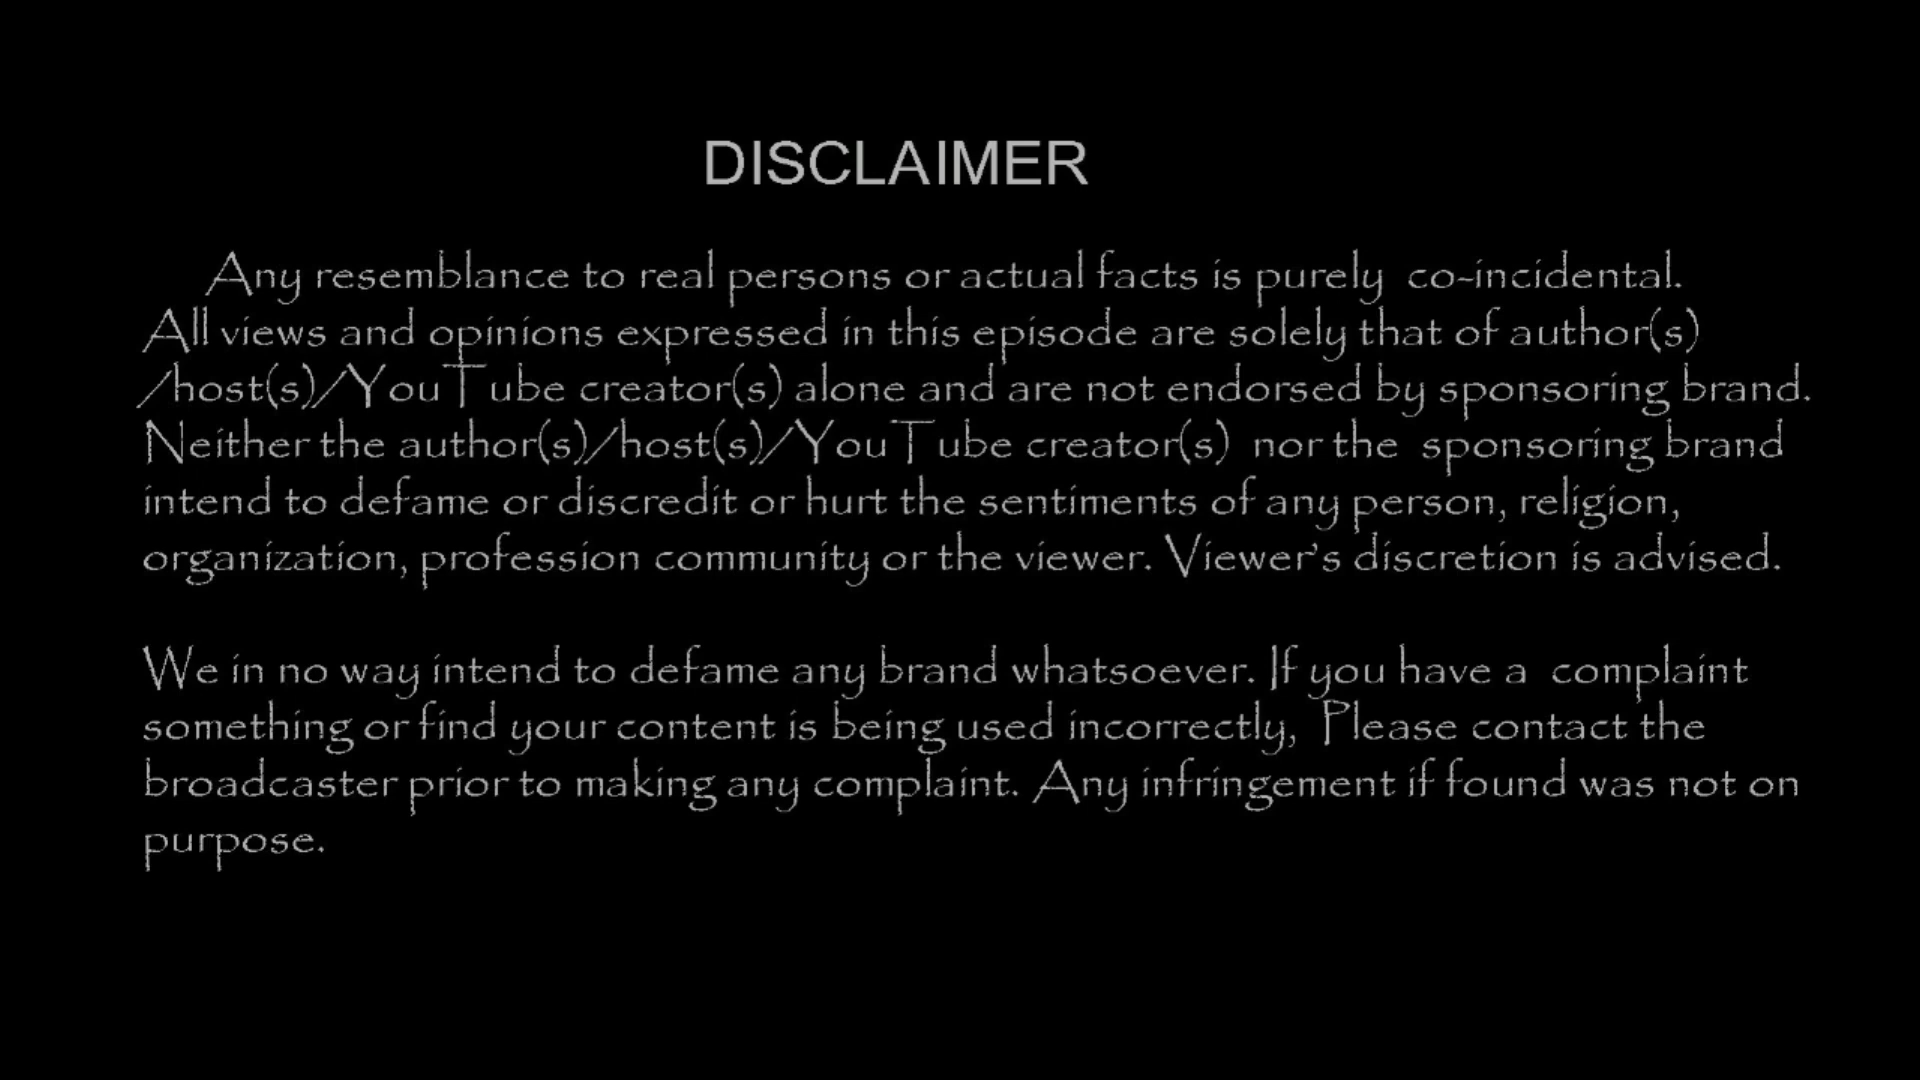 DISCLAIMER
Any resemblance to real persons or actual facts is purely co-incidental.
All views and opinions expressed in this episode are solely that of author(s)
/host(s)/YouTube creator(s) alone and are not endorsed by sponsoring brand.
Neither the author(s)/host(s)/YouTube creator(s) nor the sponsoring brand
intend to defame or discredit or hurt the sentiments of any person, religion,
organization, profession community or the viewer. Viewer's discretion is advised.
We in no way intend to defame any brand whatsoever. If you have a complaint
something or find your content is being used incorrectly, Please contact the
broadcaster prior to making any complaint. Any infringement if found was not on
purpose.